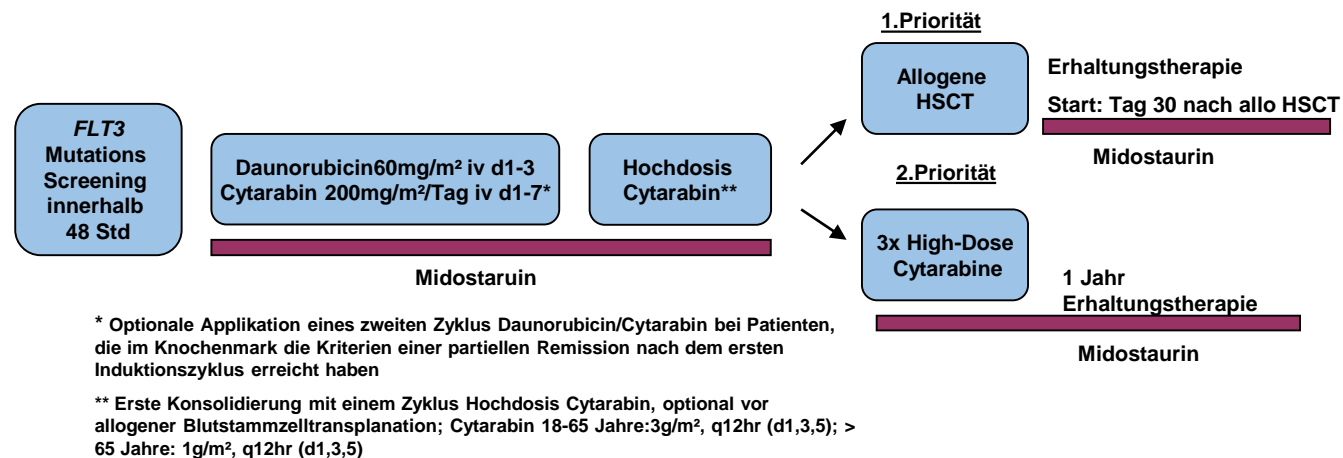 FLT3
Mutations
Screening
innerhalb
48 Std
Daunorubicin60mg/m² iv d1-3
Cytarabin 200mg/m²/Tag iv d1-7*
Hochdosis
Cytarabin**
Midostaruin
1.Priorität
Allogene
HSCT
Erhaltungstherapie
Start: Tag 30 nach allo HSCT
Midostaurin
2.Priorität
3x High-Dose
Cytarabine
1 Jahr
Erhaltungstherapie
Midostaurin
* Optionale Applikation eines zweiten Zyklus Daunorubicin/Cytarabin bei Patienten,
die im Knochenmark die Kriterien einer partiellen Remission nach dem ersten
Induktionszyklus erreicht haben
** Erste Konsolidierung mit einem Zyklus Hochdosis Cytarabin, optional vor
allogener Blutstammzelltransplanation; Cytarabin 18-65 Jahre:3g/m², q12hr (d1,3,5); >
65 Jahre: 1g/m², q12hr (d1,3,5)